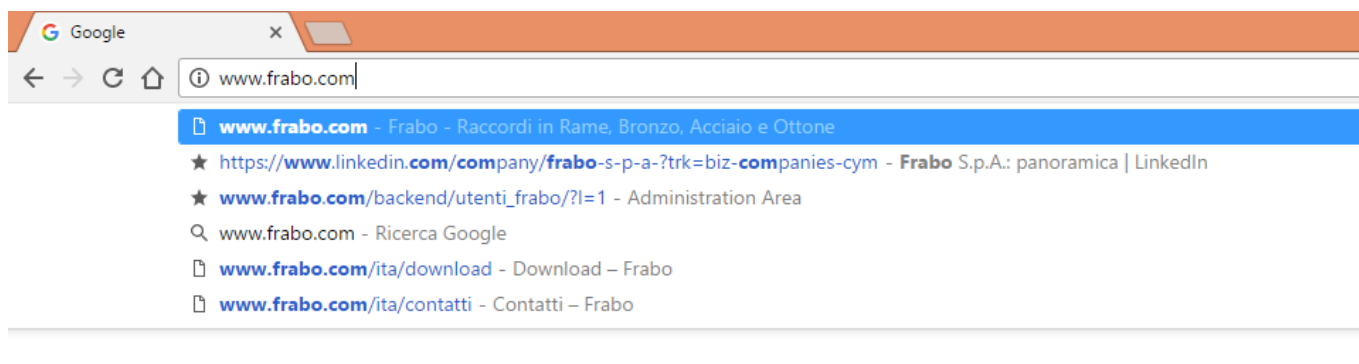 Google
www.frabo.com
www.frabo.com - Frabo - Raccordi in Rame, Bronzo, Acciaio e Ottone
https://www.linkedin.com/company/frabo-s-p-a-?trk=biz-companies-cym - Frabo S.p.A.: panoramica | LinkedIn
www.frabo.com/backend/utenti_frabo/?l=1 - Administration Area
www.frabo.com - Ricerca Google
www.frabo.com/ita/download - Download – Frabo
www.frabo.com/ita/contatti - Contatti – Frabo